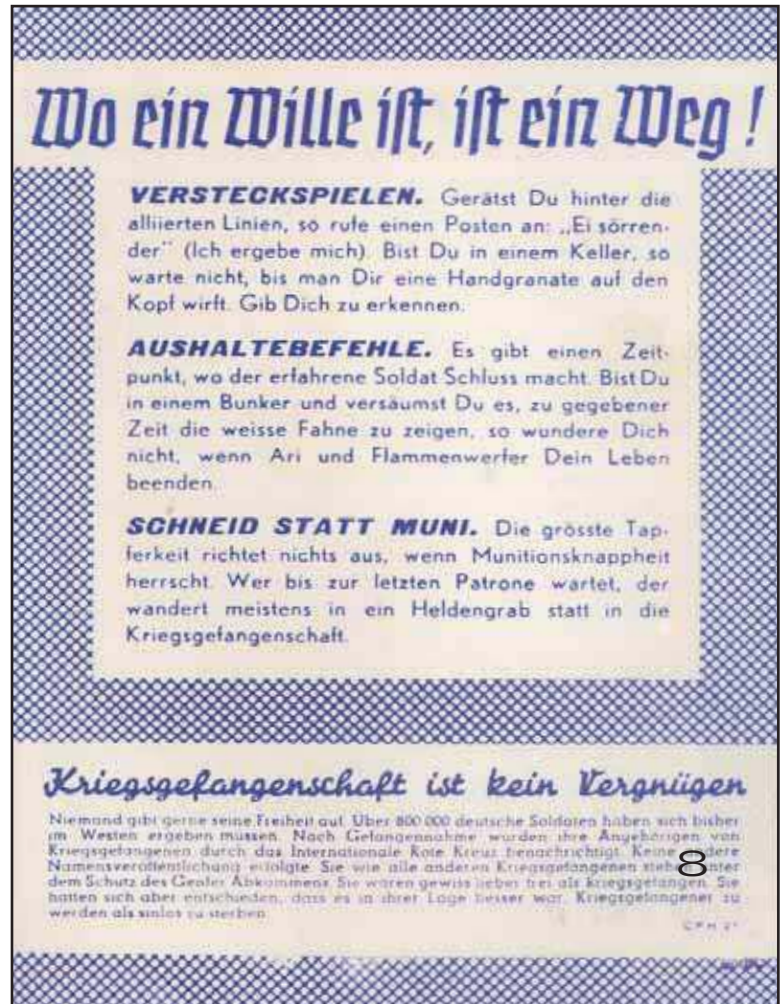 Wo ein Wille ist, ist ein Weg!
VERSTECKSPIELEN. Gerätst Du hinter die
alliierten Linien, so rufe einen Posten an: „Ei sörren-
der" (Ich ergebe mich). Bist Du in einem Keller, so
warte nicht, bis man Dir eine Handgranate auf den
Kopf wirft. Gib Dich zu erkennen.
AUSHALTEBEFEHLE. Es gibt einen Zeit-
punkt, wo der erfahrene Soldat Schluss macht. Bist Du
in einem Bunker und versäumst Du es, zu gegebener
Zeit die weisse Fahne zu zeigen, so wundere Dich
nicht, wenn Ari und Flammenwerfer Dein Leben
beenden.
SCHNEID STATT MUNI. Die grösste Tap-
ferkeit richtet nichts aus, wenn Munitionsknappheit
herrscht. Wer bis zur letzten Patrone wartet, der
wandert meistens in ein Heldengrab statt in die
Kriegsgefangenschaft.
Kriegsgefangenschaft ist kein Vergnügen
Niemand gibt gerne seine Freiheit auf. Über 800 000 deutsche Soldaten haben sich bisher
im Westen ergeben müssen. Nach Gefangennahme wurden ihre Angehörigen von
Kriegsgefangenen durch das Internationale Rote Kreuz benachrichtigt. Keine
Namensveröffentlichung erfolgte. Sie wie alle anderen Kriegsgefangenen stehen unter
dem Schutz des Genfer Abkommens. Sie wären gewiss lieber frei als kriegsgefangen. Sie
hatten sich aber entschieden, dass es in ihrer Lage besser war, Kriegsgefangener zu
werden als sinlos zu sterben.
8